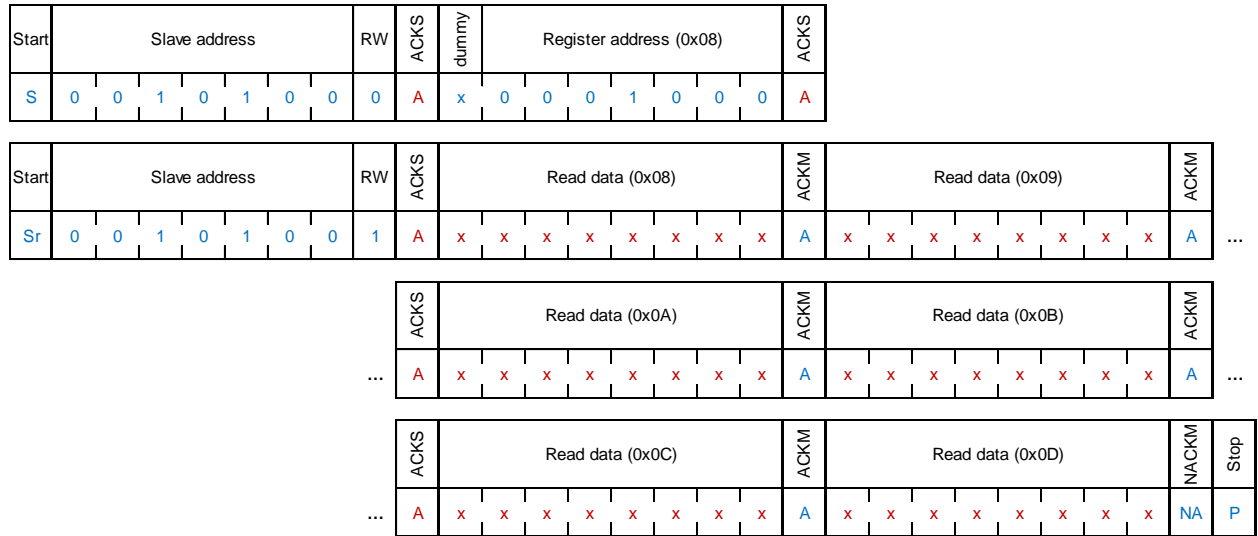 Start Slave address RW ACKS dummy Register address (0x08) ACKS
S 0 0 1 0 1 0 0 0 A x 0 0 0 1 0 0 0 A
Start Slave address RW ACKS Read data (0x08) ACKM Read data (0x09) ACKM
Sr 0 0 1 0 1 0 0 1 A x x x x x x x x A x x x x x x x x A ...
ACKS Read data (0x0A) ACKM Read data (0x0B) ACKM
... A x x x x x x x x A x x x x x x x x A ...
ACKS Read data (0x0C) ACKM Read data (0x0D) NACKM Stop
... A x x x x x x x x A x x x x x x x x NA P